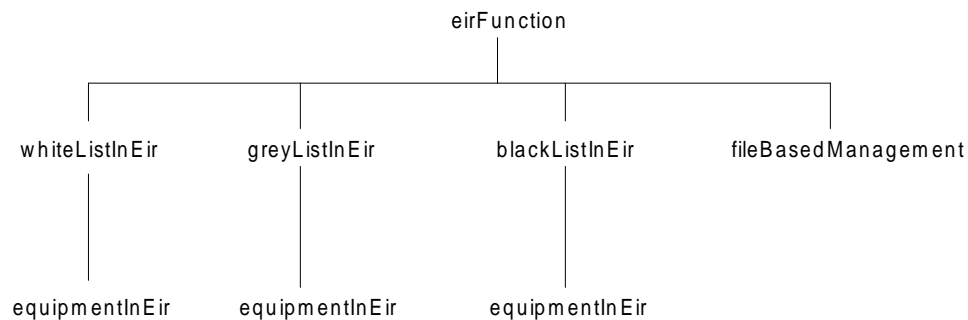 eirFunction
whiteListInEir greyListInEir blackListInEir fileBasedManagement
equipmentInEir equipmentInEir equipmentInEir